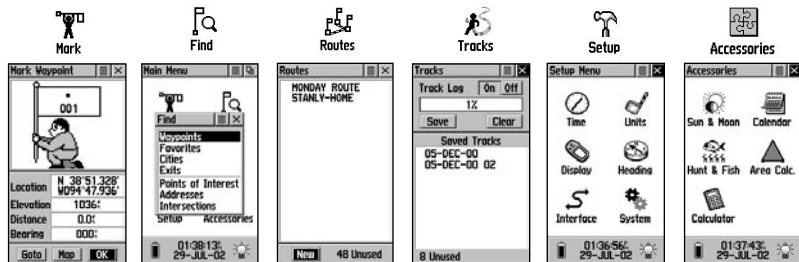 Mark
Find
Routes
Tracks
Setup
Accessories
Mark Waypoint
001
Location
N 38°51.328'
W094°47.936'
Elevation
1036f
Distance
0.0f
Bearing
000°
Goto
Map
OK
Main Menu
Find
Waypoints
Favorites
Cities
Exits
Points of Interest
Addresses
Intersections
Setup
Accessories
01:38:13
29-JUL-02
Routes
MONDAY ROUTE
STANLY-HOME
New
48 Unused
Tracks
Track Log
On
Off
1%
Save
Clear
Saved Tracks
05-DEC-00
05-DEC-00 02
8 Unused
Setup Menu
Time
Units
Display
Heading
Interface
System
01:36:56
29-JUL-02
Accessories
Sun & Moon
Calendar
Hunt & Fish
Area Calc.
Calculator
01:37:43
29-JUL-02